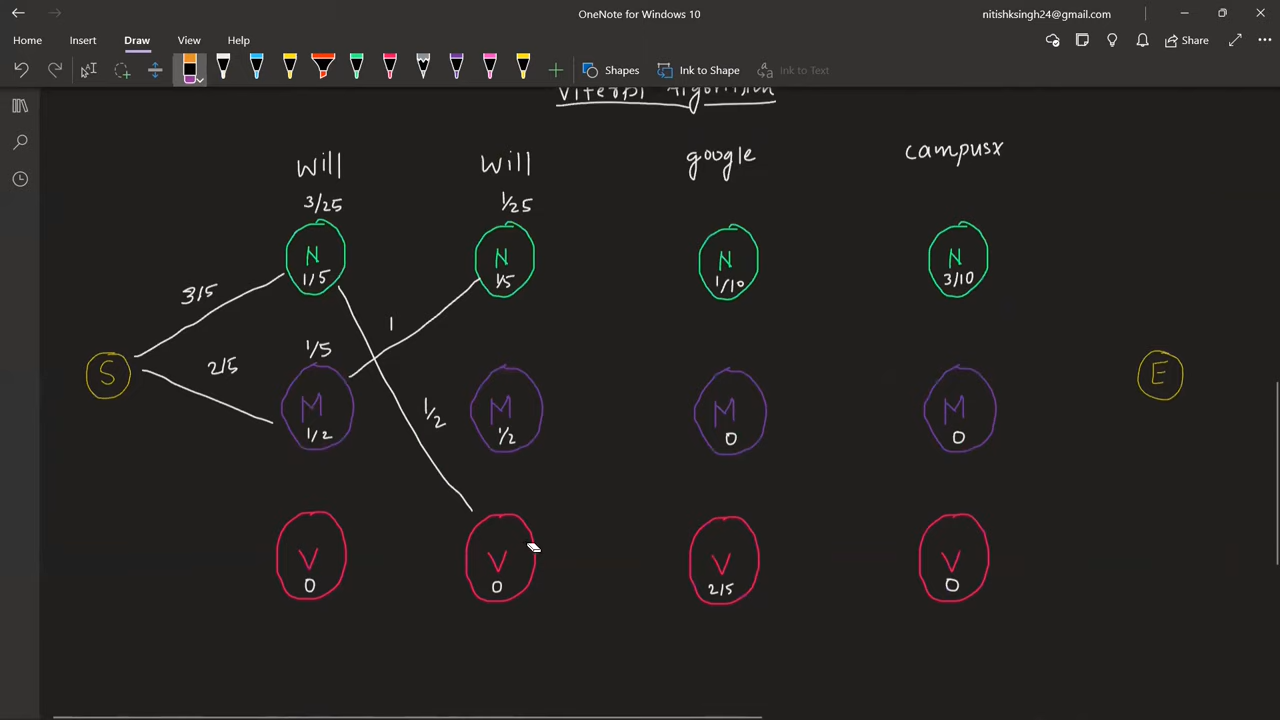 OneNote for Windows 10
nitishksingh24@gmail.com
Home Insert Draw View Help
Shapes Ink to Shape Ink to Text
Share
Viterbi Algorithm
Will Will google campusx
3/25 1/25
N N N N
1/5 1/5 1/10 3/10
3/5 1
1/5
2/5
S E
M M M M
1/2 1/2 0 0
1/2
V V V V
0 0 2/5 0